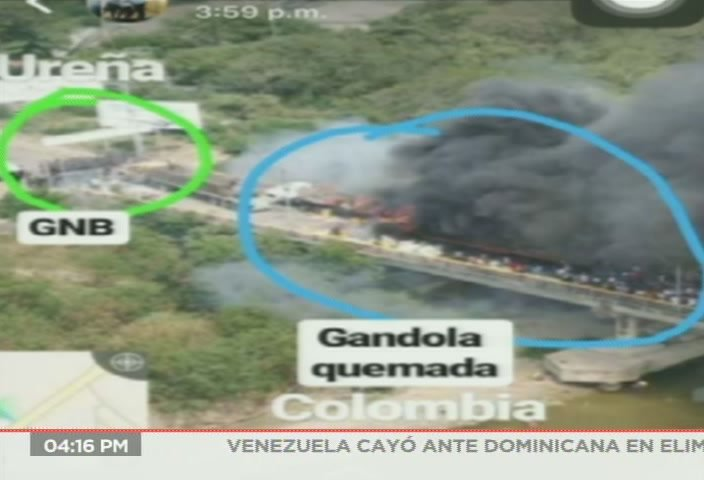 3:59 p.m.
Ureña
GNB
Gandola
quemada
Colombia
04:16 PM
VENEZUELA CAYÓ ANTE DOMINICANA EN ELIM